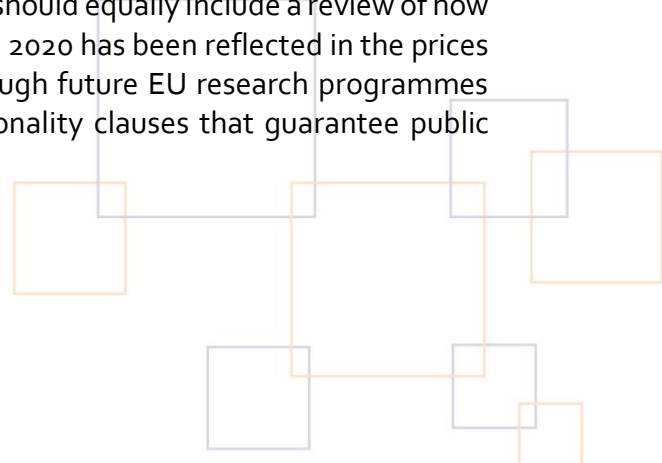 should equally include a review of how
2020 has been reflected in the prices
ugh future EU research programmes
onality clauses that guarantee public